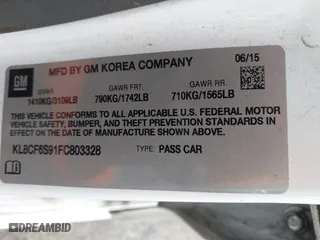 GM
MFD BY GM KOREA COMPANY
06/15
GVWR
GAWR FRT
GAWR RR
1410KG/3109LB
790KG/1742LB
710KG/1565LB
THIS VEHICLE CONFORMS TO ALL APPLICABLE U.S. FEDERAL MOTOR
VEHICLE SAFETY, BUMPER, AND THEFT PREVENTION STANDARDS IN
EFFECT ON THE DATE OF MANUFACTURE SHOWN ABOVE.
KL8CF6S91FC803328
TYPE: PASS CAR